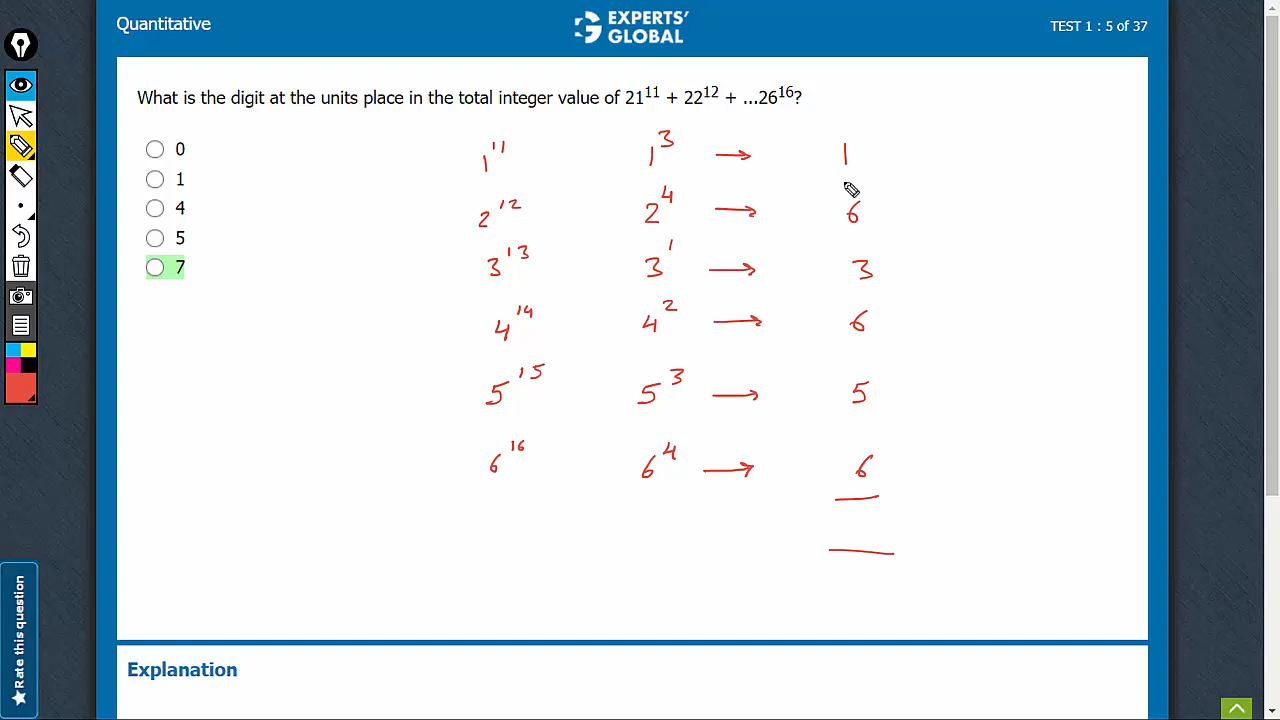 Quantitative
EXPERTS'
GLOBAL
TEST 1 : 5 of 37
What is the digit at the units place in the total integer value of 21¹¹ + 22¹² + ...26¹⁶?
0
1
4
5
7
1¹¹ 1³ → 1
2¹² 2⁴ → 6
3¹³ 3¹ → 3
4¹⁴ 4² → 6
5¹⁵ 5³ → 5
6¹⁶ 6⁴ → 6
Rate this question
Explanation